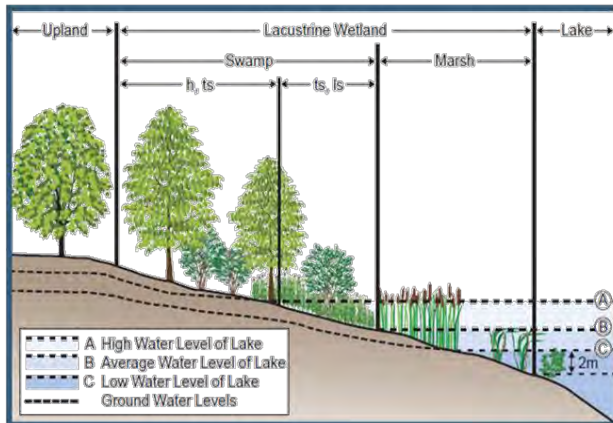 Upland
Lacustrine Wetland
Lake
Swamp
Marsh
h, ts
ts, ls
A
B
C
2m
A High Water Level of Lake
B Average Water Level of Lake
C Low Water Level of Lake
Ground Water Levels